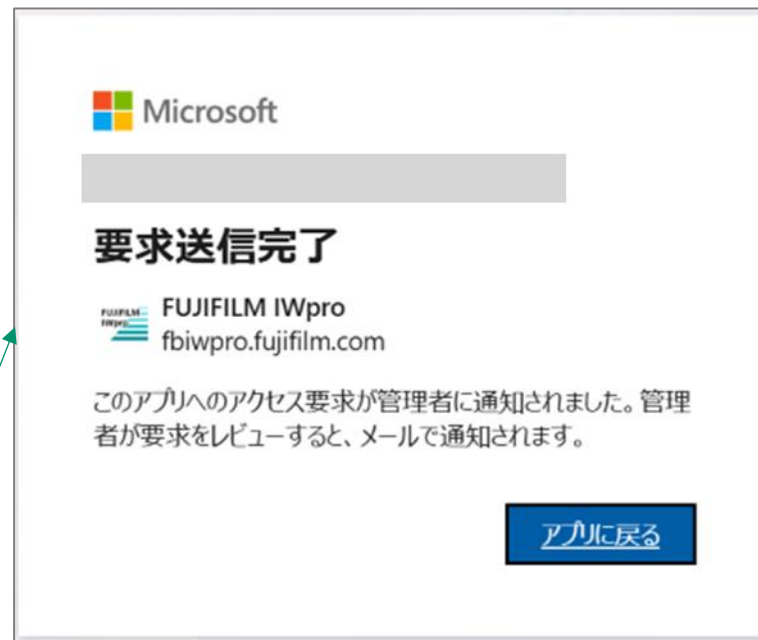 Microsoft
要求送信完了
FUJIFILM
IWpro
FUJIFILM IWpro
fbiwpro.fujifilm.com
このアプリへのアクセス要求が管理者に通知されました。管理
者が要求をレビューすると、メールで通知されます。
アプリに戻る